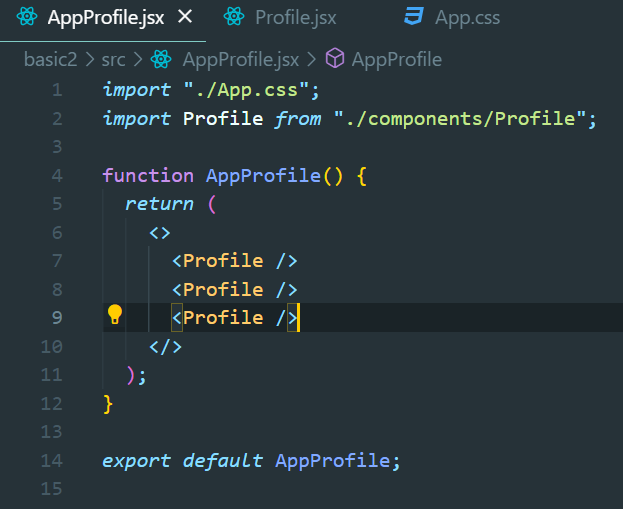 AppProfile.jsx × Profile.jsx App.css
basic2 > src > AppProfile.jsx > AppProfile
1 import "./App.css";
2 import Profile from "./components/Profile";
3
4 function AppProfile() {
5   return (
6     <>
7       <Profile />
8       <Profile />
9       <Profile />
10     </>
11   );
12 }
13
14 export default AppProfile;
15